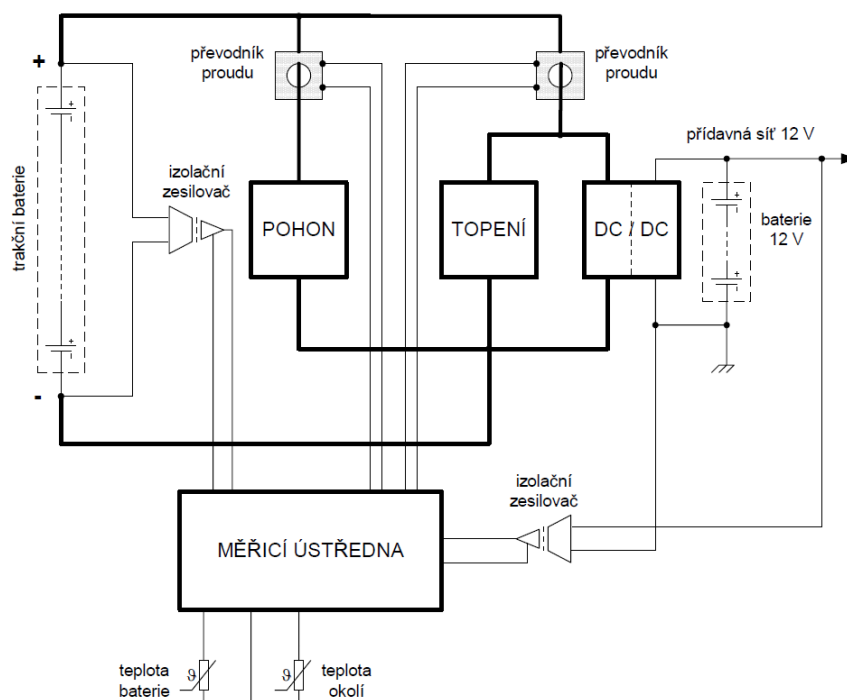 převodník
proudu
převodník
proudu
+
trakční baterie
izolační
zesilovač
přídavná síť 12 V
POHON
TOPENÍ
DC / DC
baterie
12 V
-
izolační
zesilovač
MĚŘICÍ ÚSTŘEDNA
teplota
baterie
ϑ
ϑ
teplota
okolí